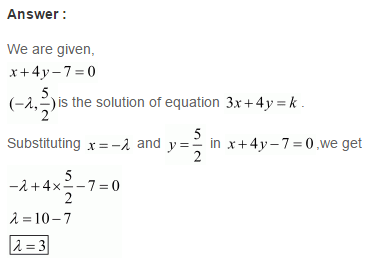 Answer :
We are given,
x + 4y − 7 = 0
(−λ, 5/2) is the solution of equation 3x + 4y = k .
Substituting x = −λ and y = 5/2 in x + 4y − 7 = 0 ,we get
−λ + 4 × 5/2 − 7 = 0
λ = 10 − 7
λ = 3